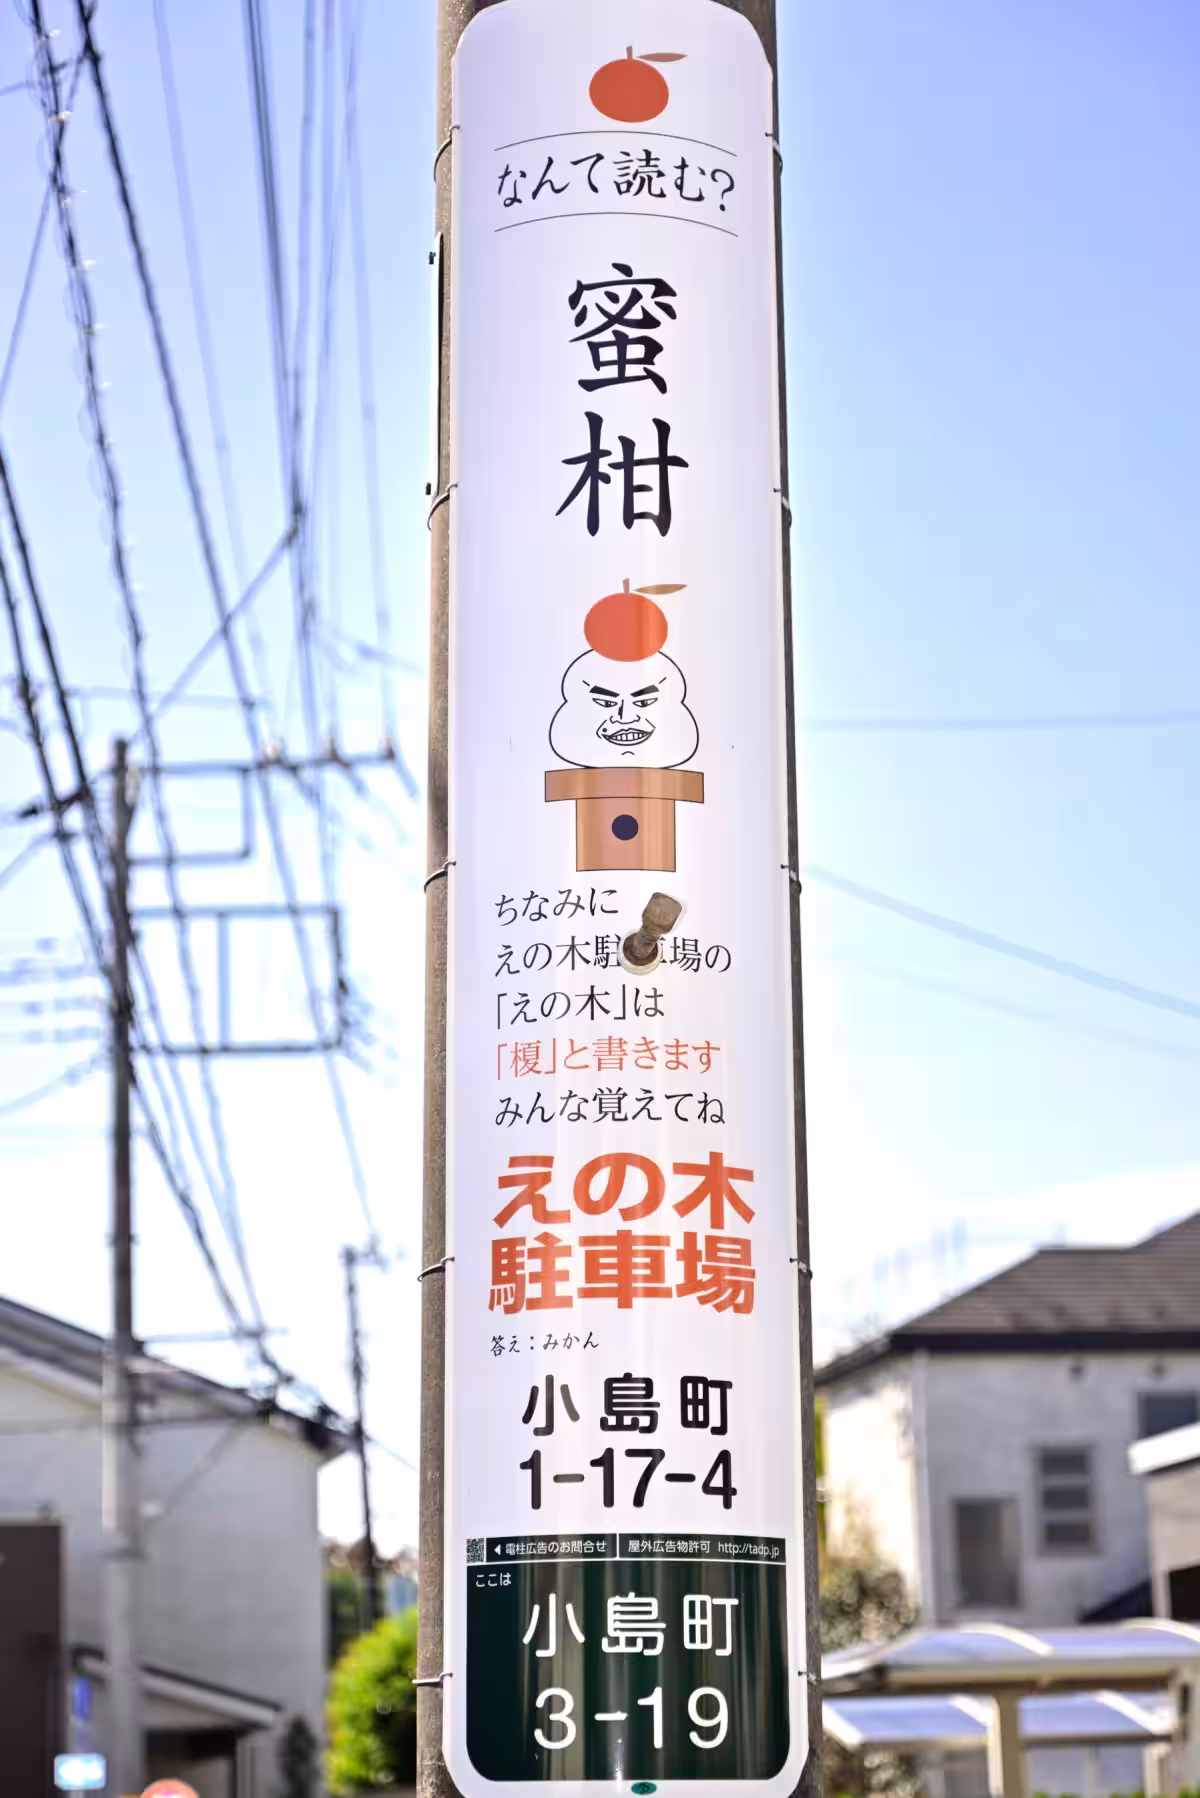 なんて読む?
蜜柑
ちなみに
えの木駐車場の
「えの木」は
「榎」と書きます
みんな覚えてね
えの木
駐車場
答え：みかん
小島町
1-17-4
◀ 電柱広告のお問合せ
屋外広告物許可 http://tadp.jp
ここは
小島町
3-19